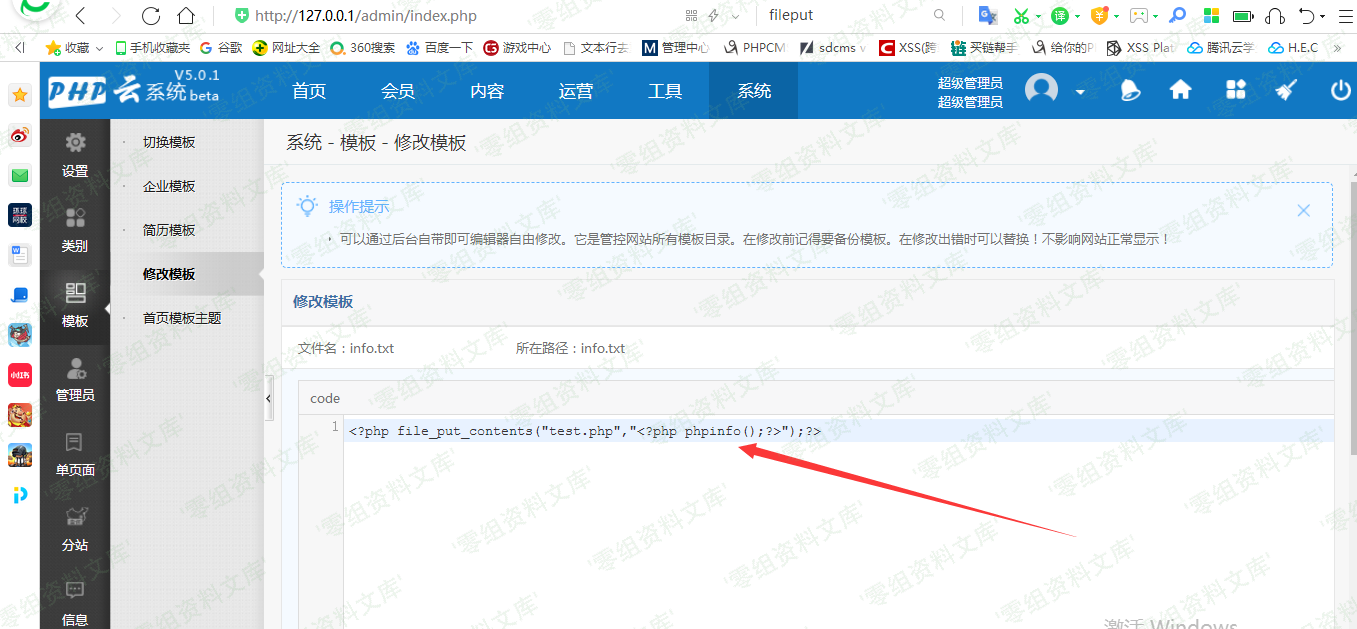 http://127.0.0.1/admin/index.php
fileput
收藏 手机收藏夹 谷歌 网址大全 360搜索 百度一下 游戏中心 文本行去 管理中心 PHPCM sdcms XSS(跨 买链帮手 给你的P XSS Plat 腾讯云学 H.E.C »
PHP云系统 V5.0.1 beta
首页 会员 内容 运营 工具 系统
超级管理员
超级管理员
设置
类别
模板
管理员
单页面
分站
信息
切换模板
企业模板
简历模板
修改模板
首页模板主题
系统 - 模板 - 修改模板
操作提示
可以通过后台自带即可编辑器自由修改。它是管控网站所有模板目录。在修改前记得要备份模板。在修改出错时可以替换！不影响网站正常显示！
修改模板
文件名：info.txt 所在路径：info.txt
code
1 <?php file_put_contents("test.php","<?php phpinfo();?>");?>
激活 Windows
零组资料文库